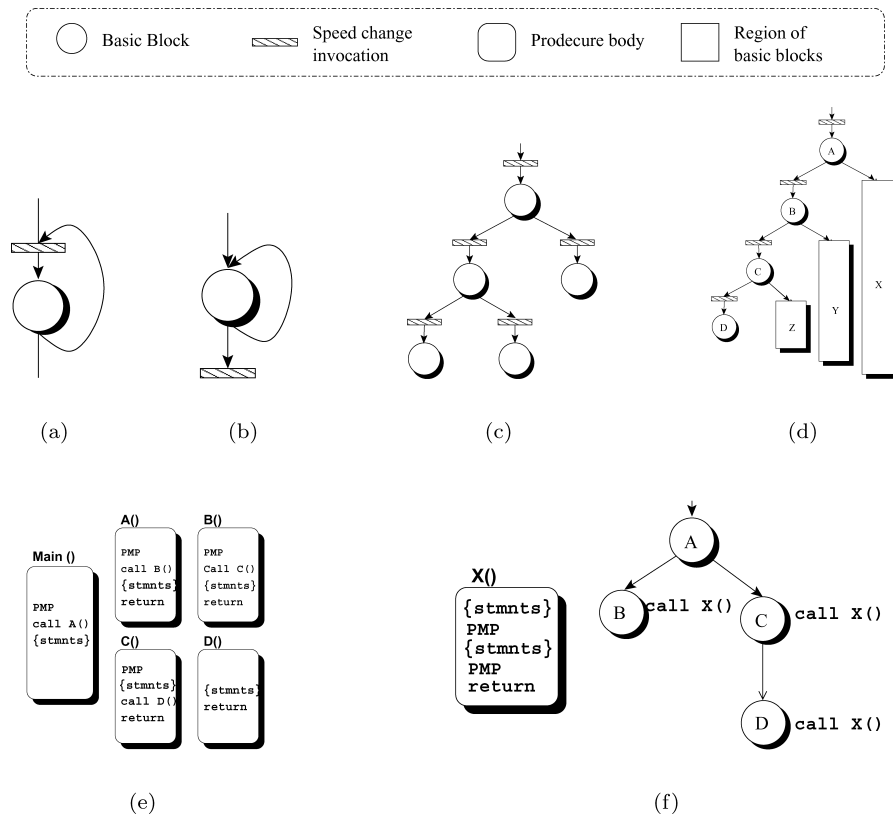 Basic Block
Speed change
invocation
Prodecure body
Region of
basic blocks
(a)
(b)
(c)
A
B
C
D
Z
Y
X
(d)
Main ()
PMP
call A()
{stmnts}
A()
PMP
call B()
{stmnts}
return
B()
PMP
Call C()
{stmnts}
return
C()
PMP
{stmnts}
call D()
return
D()
{stmnts}
return
(e)
X()
{stmnts}
PMP
{stmnts}
PMP
return
A
B call X()
C call X()
D call X()
(f)